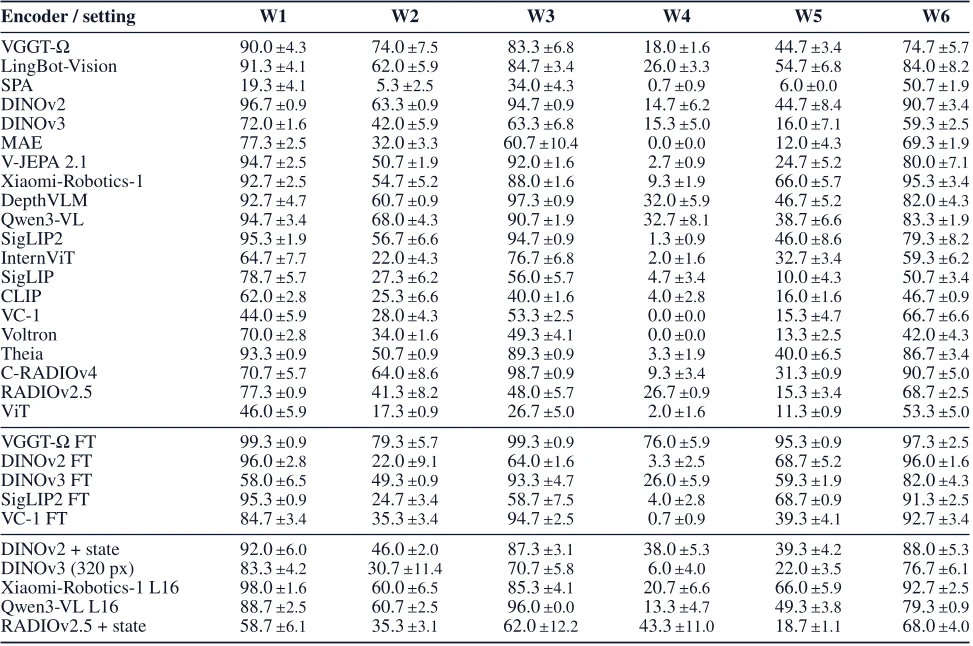 Encoder / setting W1 W2 W3 W4 W5 W6
VGGT-Ω 90.0 ±4.3 74.0 ±7.5 83.3 ±6.8 18.0 ±1.6 44.7 ±3.4 74.7 ±5.7
LingBot-Vision 91.3 ±4.1 62.0 ±5.9 84.7 ±3.4 26.0 ±3.3 54.7 ±6.8 84.0 ±8.2
SPA 19.3 ±4.1 5.3 ±2.5 34.0 ±4.3 0.7 ±0.9 6.0 ±0.0 50.7 ±1.9
DINOv2 96.7 ±0.9 63.3 ±0.9 94.7 ±0.9 14.7 ±6.2 44.7 ±8.4 90.7 ±3.4
DINOv3 72.0 ±1.6 42.0 ±5.9 63.3 ±6.8 15.3 ±5.0 16.0 ±7.1 59.3 ±2.5
MAE 77.3 ±2.5 32.0 ±3.3 60.7 ±10.4 0.0 ±0.0 12.0 ±4.3 69.3 ±1.9
V-JEPA 2.1 94.7 ±2.5 50.7 ±1.9 92.0 ±1.6 2.7 ±0.9 24.7 ±5.2 80.0 ±7.1
Xiaomi-Robotics-1 92.7 ±2.5 54.7 ±5.2 88.0 ±1.6 9.3 ±1.9 66.0 ±5.7 95.3 ±3.4
DepthVLM 92.7 ±4.7 60.7 ±0.9 97.3 ±0.9 32.0 ±5.9 46.7 ±5.2 82.0 ±4.3
Qwen3-VL 94.7 ±3.4 68.0 ±4.3 90.7 ±1.9 32.7 ±8.1 38.7 ±6.6 83.3 ±1.9
SigLIP2 95.3 ±1.9 56.7 ±6.6 94.7 ±0.9 1.3 ±0.9 46.0 ±8.6 79.3 ±8.2
InternViT 64.7 ±7.7 22.0 ±4.3 76.7 ±6.8 2.0 ±1.6 32.7 ±3.4 59.3 ±6.2
SigLIP 78.7 ±5.7 27.3 ±6.2 56.0 ±5.7 4.7 ±3.4 10.0 ±4.3 50.7 ±3.4
CLIP 62.0 ±2.8 25.3 ±6.6 40.0 ±1.6 4.0 ±2.8 16.0 ±1.6 46.7 ±0.9
VC-1 44.0 ±5.9 28.0 ±4.3 53.3 ±2.5 0.0 ±0.0 15.3 ±4.7 66.7 ±6.6
Voltron 70.0 ±2.8 34.0 ±1.6 49.3 ±4.1 0.0 ±0.0 13.3 ±2.5 42.0 ±4.3
Theia 93.3 ±0.9 50.7 ±0.9 89.3 ±0.9 3.3 ±1.9 40.0 ±6.5 86.7 ±3.4
C-RADIOv4 70.7 ±5.7 64.0 ±8.6 98.7 ±0.9 9.3 ±3.4 31.3 ±0.9 90.7 ±5.0
RADIOv2.5 77.3 ±0.9 41.3 ±8.2 48.0 ±5.7 26.7 ±0.9 15.3 ±3.4 68.7 ±2.5
ViT 46.0 ±5.9 17.3 ±0.9 26.7 ±5.0 2.0 ±1.6 11.3 ±0.9 53.3 ±5.0
VGGT-Ω FT 99.3 ±0.9 79.3 ±5.7 99.3 ±0.9 76.0 ±5.9 95.3 ±0.9 97.3 ±2.5
DINOv2 FT 96.0 ±2.8 22.0 ±9.1 64.0 ±1.6 3.3 ±2.5 68.7 ±5.2 96.0 ±1.6
DINOv3 FT 58.0 ±6.5 49.3 ±0.9 93.3 ±4.7 26.0 ±5.9 59.3 ±1.9 82.0 ±4.3
SigLIP2 FT 95.3 ±0.9 24.7 ±3.4 58.7 ±7.5 4.0 ±2.8 68.7 ±0.9 91.3 ±2.5
VC-1 FT 84.7 ±3.4 35.3 ±3.4 94.7 ±2.5 0.7 ±0.9 39.3 ±4.1 92.7 ±3.4
DINOv2 + state 92.0 ±6.0 46.0 ±2.0 87.3 ±3.1 38.0 ±5.3 39.3 ±4.2 88.0 ±5.3
DINOv3 (320 px) 83.3 ±4.2 30.7 ±11.4 70.7 ±5.8 6.0 ±4.0 22.0 ±3.5 76.7 ±6.1
Xiaomi-Robotics-1 L16 98.0 ±1.6 60.0 ±6.5 85.3 ±4.1 20.7 ±6.6 66.0 ±5.9 92.7 ±2.5
Qwen3-VL L16 88.7 ±2.5 60.7 ±2.5 96.0 ±0.0 13.3 ±4.7 49.3 ±3.8 79.3 ±0.9
RADIOv2.5 + state 58.7 ±6.1 35.3 ±3.1 62.0 ±12.2 43.3 ±11.0 18.7 ±1.1 68.0 ±4.0